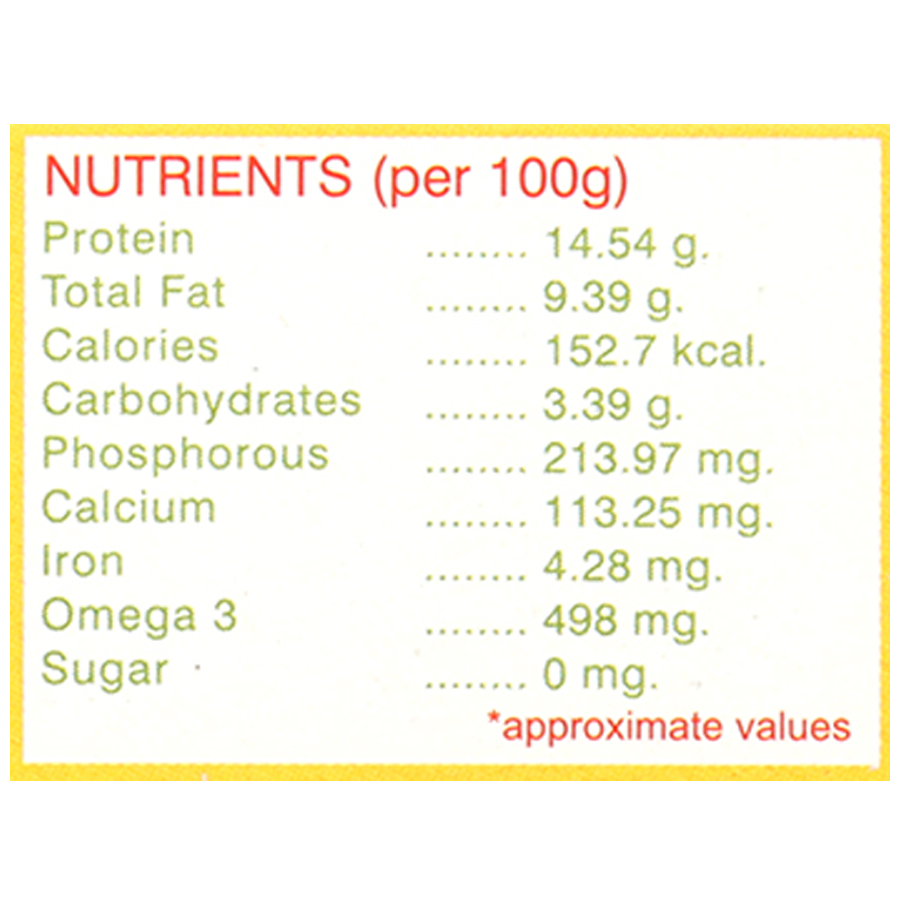 NUTRIENTS (per 100g)
Protein ........ 14.54 g.
Total Fat ........ 9.39 g.
Calories ........ 152.7 kcal.
Carbohydrates ........ 3.39 g.
Phosphorous ........ 213.97 mg.
Calcium ........ 113.25 mg.
Iron ........ 4.28 mg.
Omega 3 ........ 498 mg.
Sugar ........ 0 mg.
*approximate values